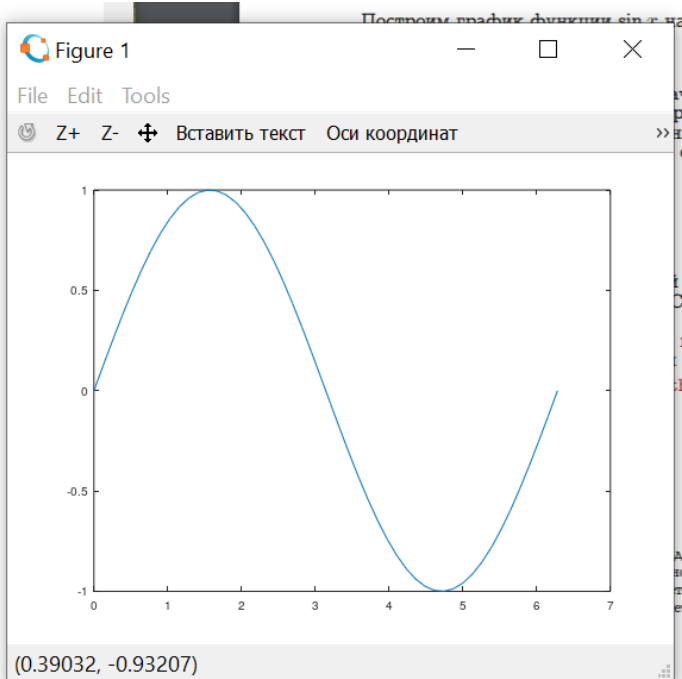 Построим график функции sin x на
Figure 1
File Edit Tools
Z+ Z- Вставить текст Оси координат »
1
0.5
0
-0.5
-1
0 1 2 3 4 5 6 7
(0.39032, -0.93207)